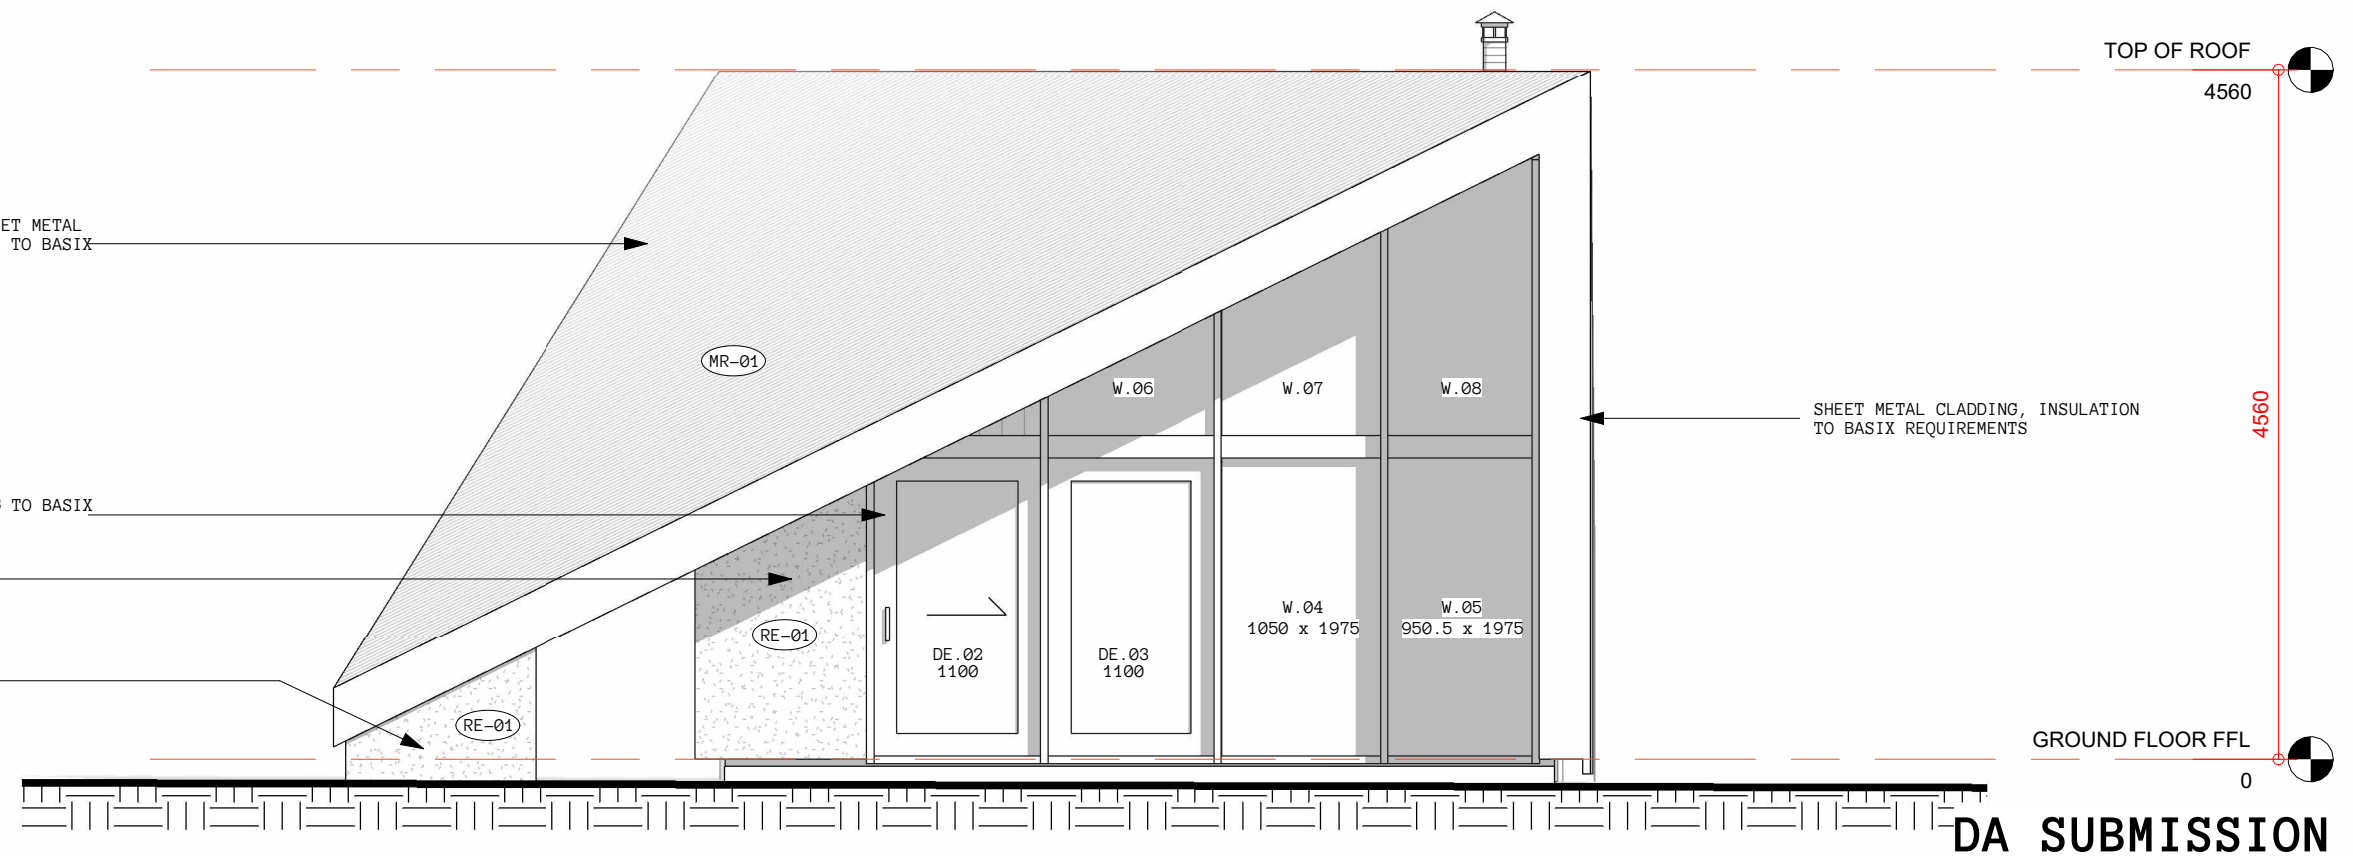 TOP OF ROOF
4560
ET METAL
TO BASIX
MR-01
W.06
W.07
W.08
SHEET METAL CLADDING, INSULATION
TO BASIX REQUIREMENTS
4560
TO BASIX
W.04
1050 x 1975
W.05
950.5 x 1975
RE-01
DE.02
1100
DE.03
1100
RE-01
GROUND FLOOR FFL
0
DA SUBMISSION